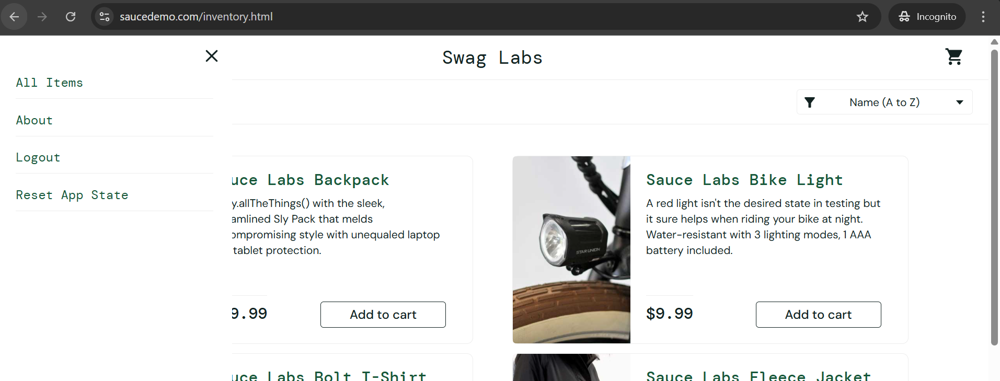 saucedemo.com/inventory.html
Incognito
Swag Labs
Name (A to Z)
All Items
About
Logout
Reset App State
uce Labs Backpack
y.allTheThings() with the sleek,
amlined Sly Pack that melds
ompromising style with unequaled laptop
tablet protection.
9.99
Add to cart
STAR UNION
Sauce Labs Bike Light
A red light isn't the desired state in testing but
it sure helps when riding your bike at night.
Water-resistant with 3 lighting modes, 1 AAA
battery included.
$9.99
Add to cart
uce Labs Bolt T-Shirt
Sauce Labs Fleece Jacket